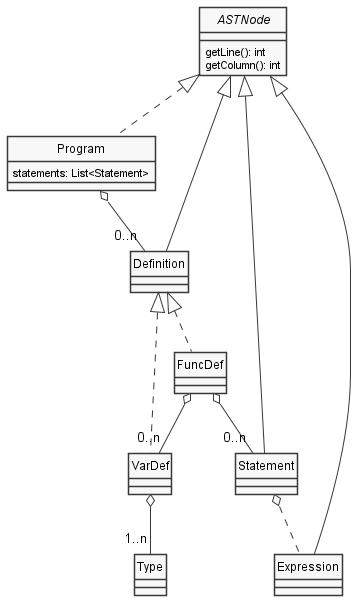 ASTNode
getLine(): int
getColumn(): int
Program
statements: List<Statement>
0..n
Definition
FuncDef
0..n
0..n
VarDef
Statement
1..n
Type
Expression